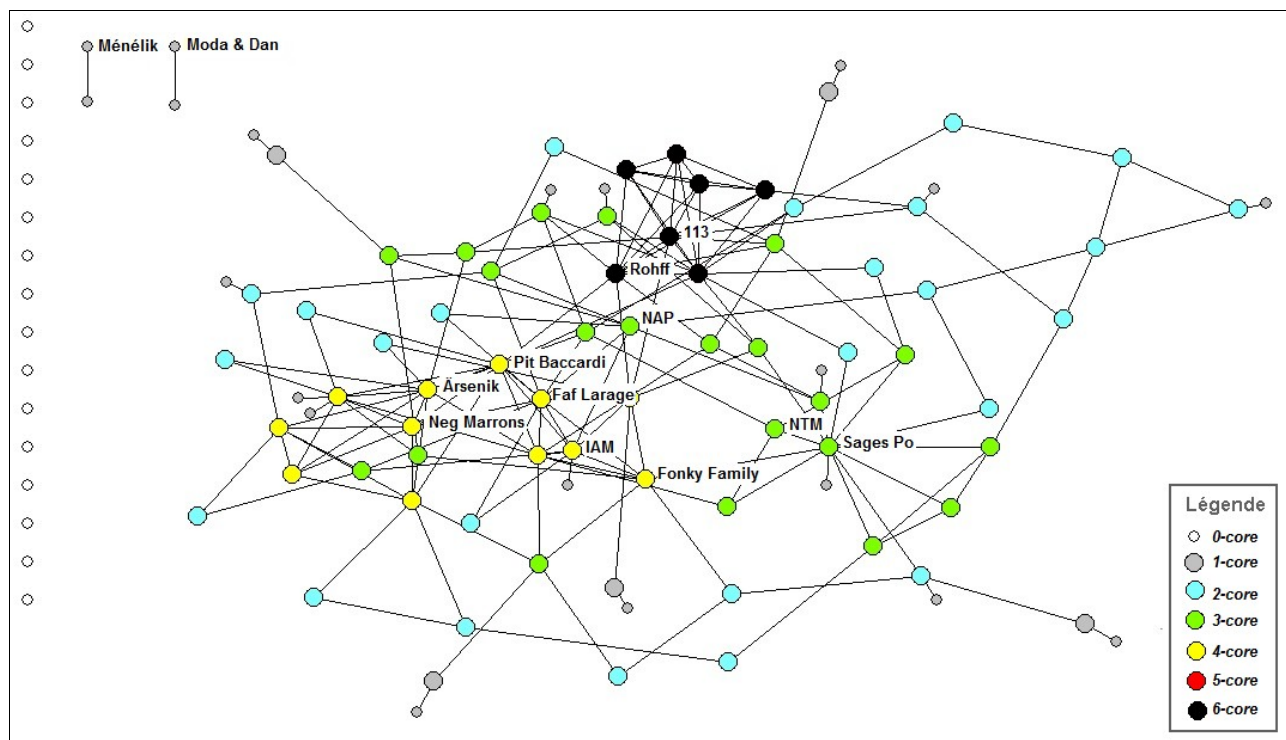 Ménélik
Moda & Dan
113
Rohff
NAP
Pit Baccardi
Ärsenik
Faf Larage
Neg Marrons
NTM
Sages Po
IAM
Fonky Family
Légende
0-core
1-core
2-core
3-core
4-core
5-core
6-core